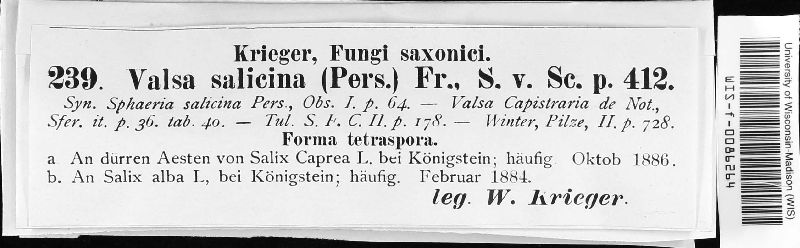 Krieger, Fungi saxonici.
239. Valsa salicina (Pers.) Fr., S. v. Sc. p. 412.
Syn. Sphaeria salicina Pers., Obs. I. p. 64. — Valsa Capistraria de Not.,
Sfer. it. p. 36. tab. 40. — Tul. S. F. C. II. p. 178. — Winter, Pilze, II. p. 728.
Forma tetraspora.
a An dürren Aesten von Salix Caprea L. bei Königstein; häufig Oktob 1886.
b. An Salix alba L, bei Königstein; häufig. Februar 1884.
leg. W. Krieger.
University of Wisconsin-Madison (WIS)
WIS-f-0089264